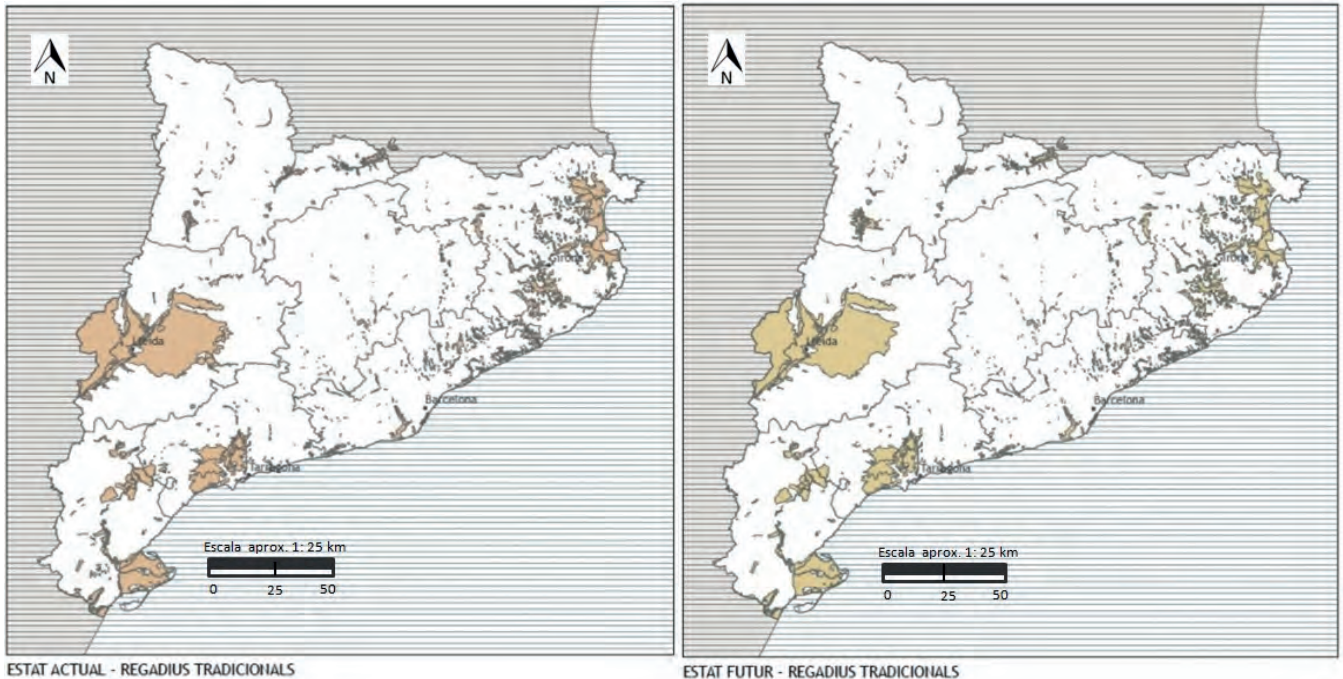 N
Girona
Lleida
Barcelona
Tarragona
Escala aprox. 1: 25 km
0 25 50
ESTAT ACTUAL - REGADIUS TRADICIONALS
N
Girona
Lleida
Barcelona
Tarragona
Escala aprox. 1: 25 km
0 25 50
ESTAT FUTUR - REGADIUS TRADICIONALS